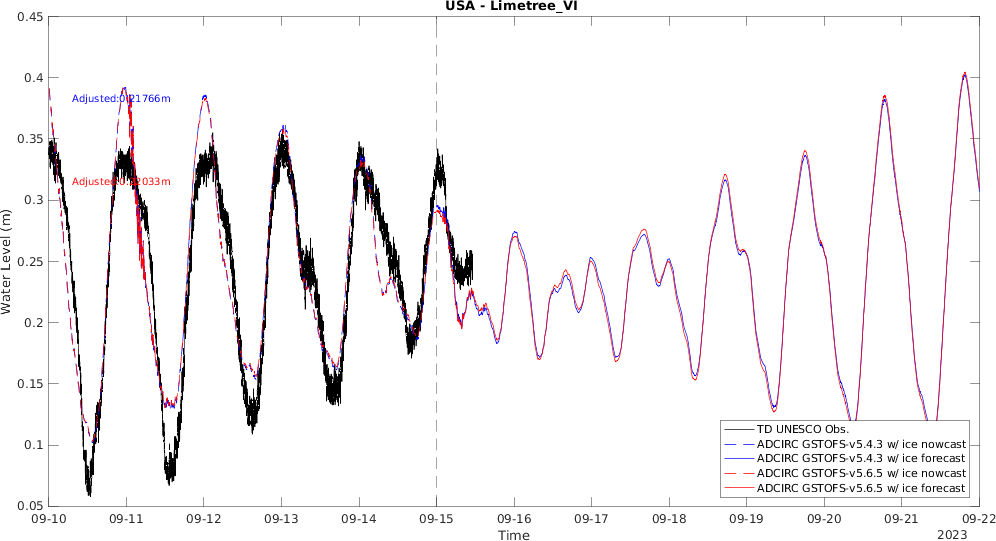 USA - Limetree_VI
0.45
0.4
0.35
0.3
0.25
0.2
0.15
0.1
0.05
Water Level (m)
Adjusted:0.21766m
TD UNESCO Obs.
ADCIRC GSTOFS-v5.4.3 w/ ice nowcast
ADCIRC GSTOFS-v5.4.3 w/ ice forecast
ADCIRC GSTOFS-v5.6.5 w/ ice nowcast
ADCIRC GSTOFS-v5.6.5 w/ ice forecast
09-10 09-11 09-12 09-13 09-14 09-15 09-16 09-17 09-18 09-19 09-20 09-21 09-22
Time
2023